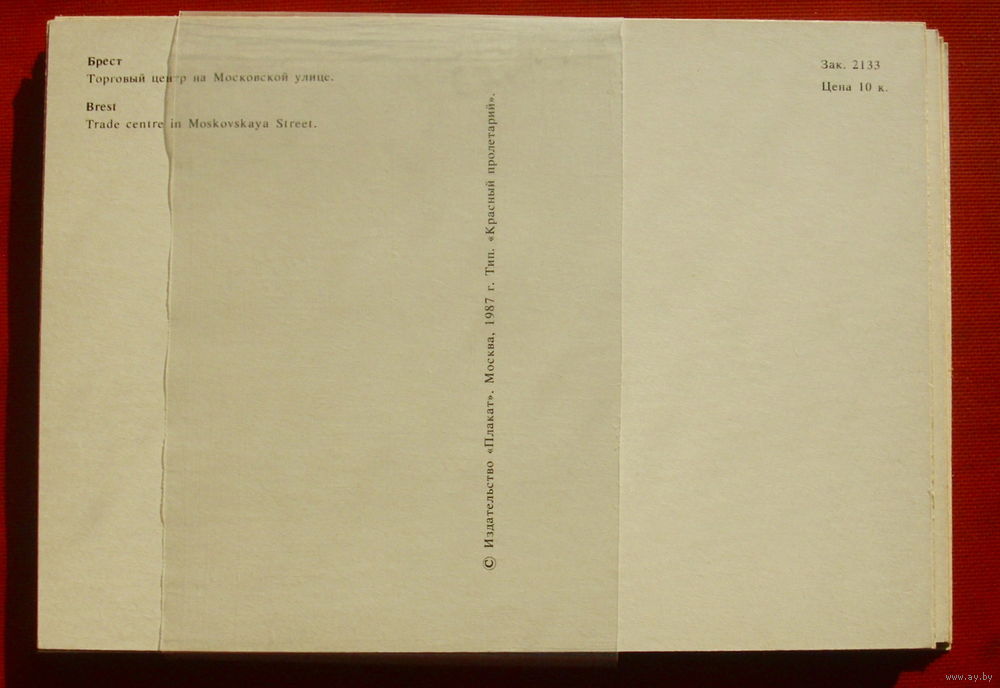 Брест
Торговый центр на Московской улице.
Brest
Trade centre in Moskovskaya Street.
Зак. 2133
Цена 10 к.
© Издательство «Плакат». Москва, 1987 г. Тип. «Красный пролетарий».
www.ay.by